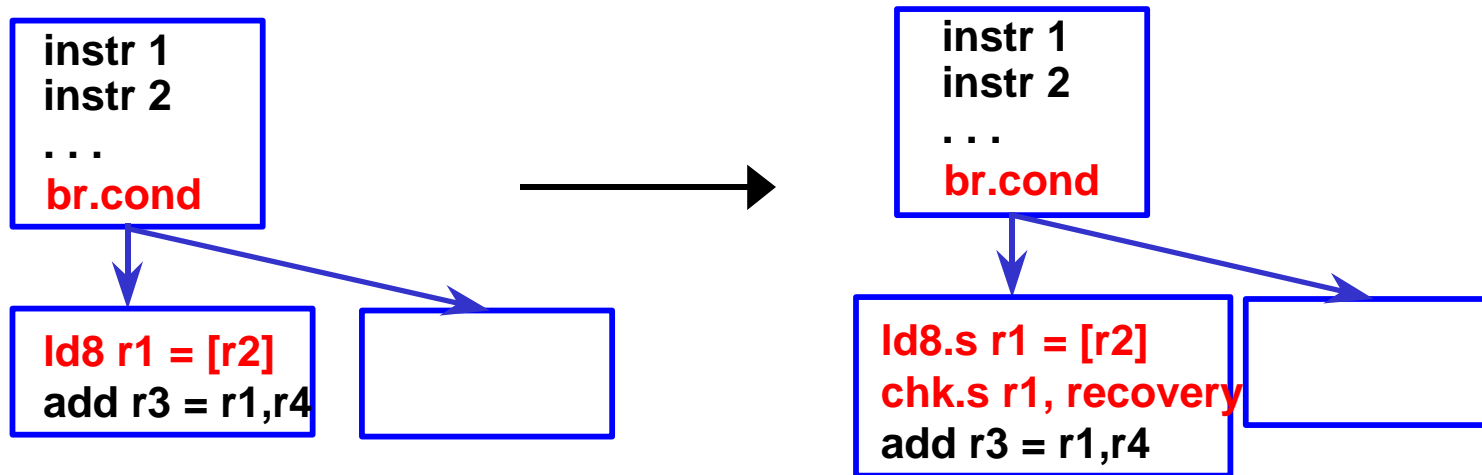 instr 1
instr 2
. . .
br.cond
ld8 r1 = [r2]
add r3 = r1,r4
instr 1
instr 2
. . .
br.cond
ld8.s r1 = [r2]
chk.s r1, recovery
add r3 = r1,r4